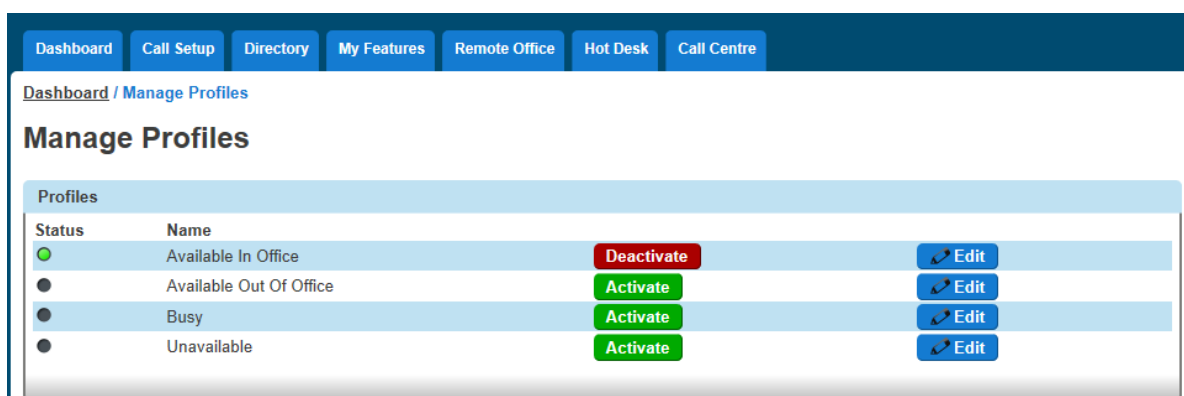 Dashboard Call Setup Directory My Features Remote Office Hot Desk Call Centre
Dashboard / Manage Profiles
Manage Profiles
Profiles
Status Name
Available In Office Deactivate Edit
Available Out Of Office Activate Edit
Busy Activate Edit
Unavailable Activate Edit